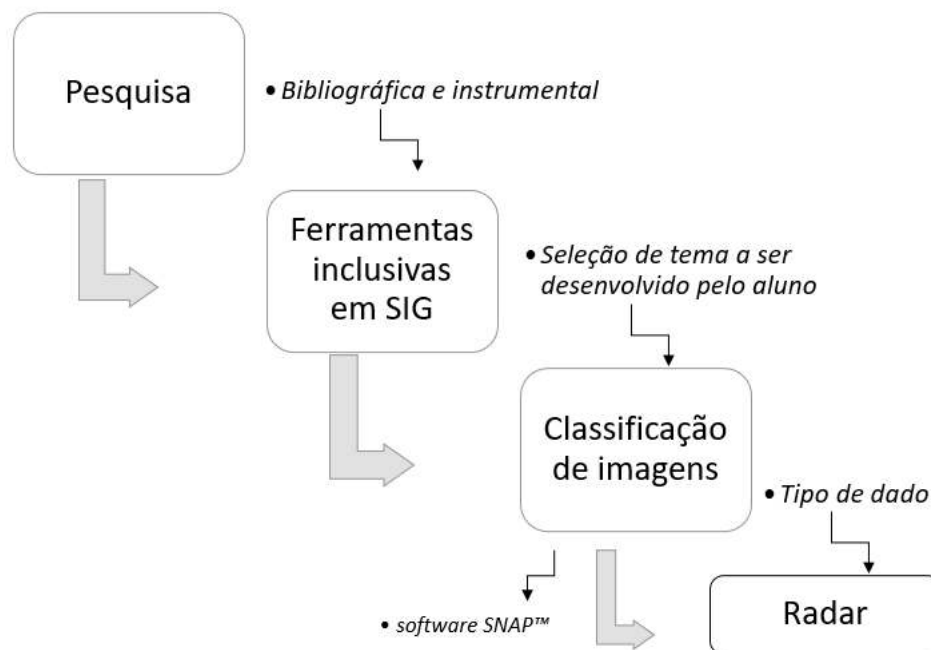 Pesquisa
• Bibliográfica e instrumental
Ferramentas
inclusivas
em SIG
• Seleção de tema a ser
desenvolvido pelo aluno
Classificação
de imagens
• Tipo de dado
• software SNAP™
Radar